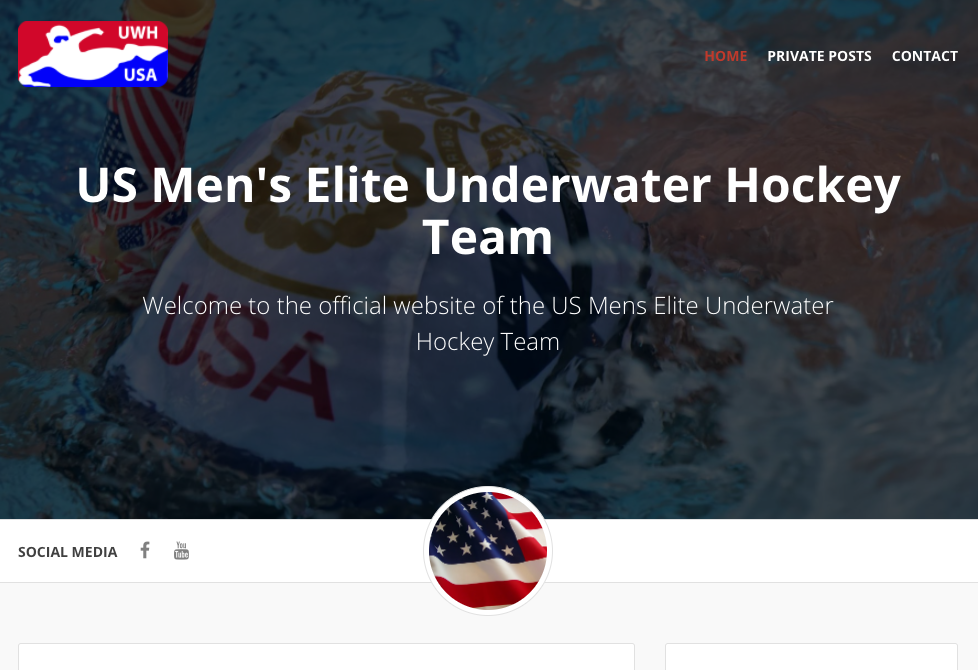 UWH
USA
HOME PRIVATE POSTS CONTACT
US Men's Elite Underwater Hockey
Team
Welcome to the official website of the US Mens Elite Underwater
Hockey Team
USA
SOCIAL MEDIA
You
Tube